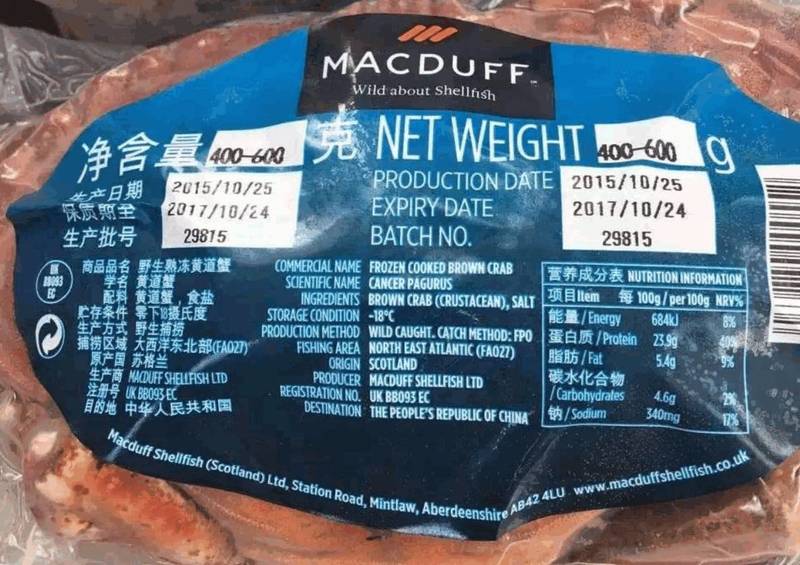 MACDUFF
Wild about Shellfish
净含量 400-600 克 NET WEIGHT 400-600 g
生产日期 2015/10/25 PRODUCTION DATE 2015/10/25
保质期至 2017/10/24 EXPIRY DATE 2017/10/24
生产批号 29815 BATCH NO. 29815
UK BB093 EC
商品品名 野生熟冻黄道蟹
学名 黄道蟹
配料 黄道蟹，食盐
贮存条件 零下18摄氏度
生产方式 野生捕捞
捕捞区域 大西洋东北部(FAO27)
原产国 苏格兰
生产商 MACDUFF SHELLFISH LTD
注册号 UK BB093 EC
目的地 中华人民共和国
COMMERCIAL NAME FROZEN COOKED BROWN CRAB
SCIENTIFIC NAME CANCER PAGURUS
INGREDIENTS BROWN CRAB (CRUSTACEAN), SALT
STORAGE CONDITION -18°C
PRODUCTION METHOD WILD CAUGHT. CATCH METHOD: FPO
FISHING AREA NORTH EAST ATLANTIC (FAO27)
ORIGIN SCOTLAND
PRODUCER MACDUFF SHELLFISH LTD
REGISTRATION NO. UK BB093 EC
DESTINATION THE PEOPLE'S REPUBLIC OF CHINA
营养成分表 NUTRITION INFORMATION
项目Item 每 100g / per 100g NRV%
能量/Energy 684kJ 8%
蛋白质/Protein 23.9g 40%
脂肪/Fat 5.4g 9%
碳水化合物
/Carbohydrates 4.6g 2%
钠/Sodium 340mg 17%
Macduff Shellfish (Scotland) Ltd, Station Road, Mintlaw, Aberdeenshire AB42 4LU www.macduffshellfish.co.uk